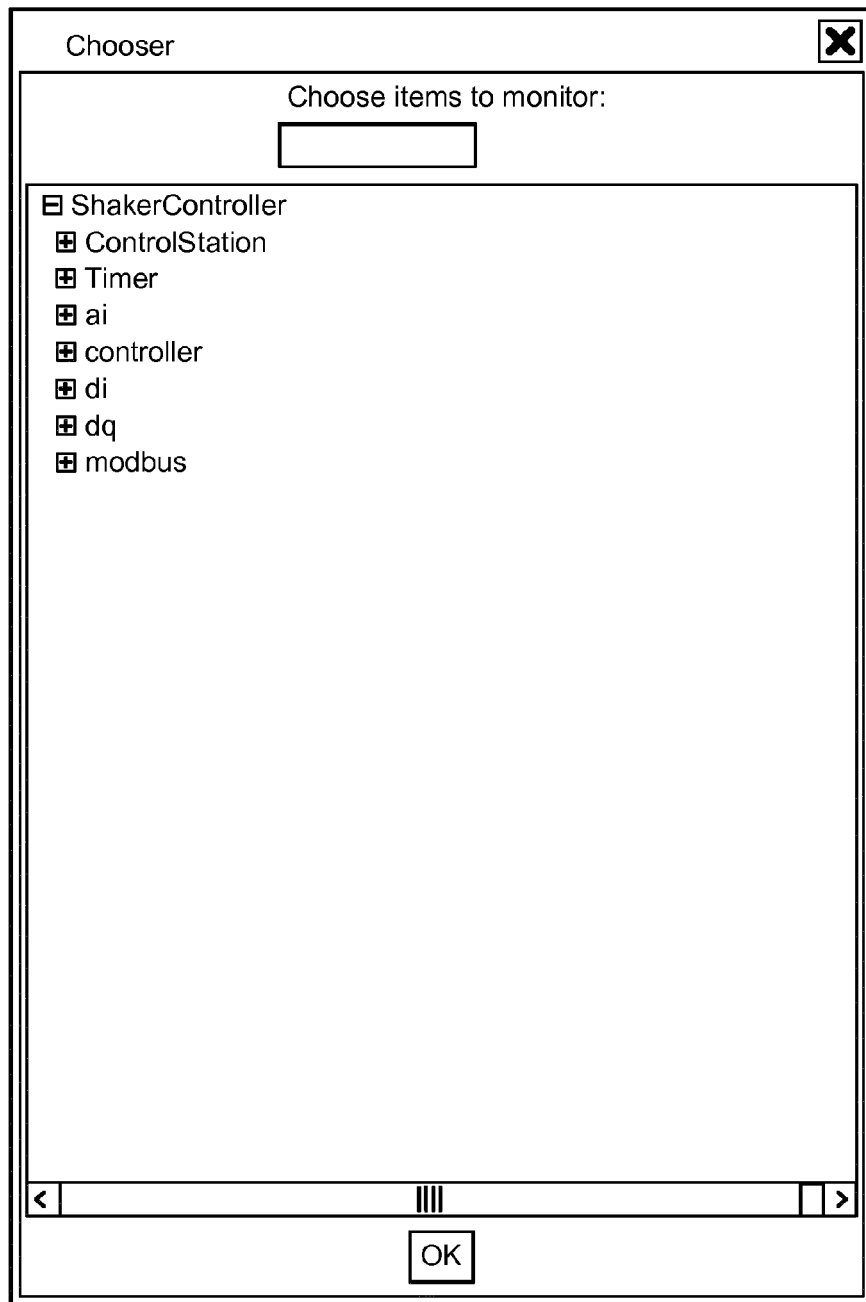 Chooser
Choose items to monitor:
ShakerController
ControlStation
Timer
ai
controller
di
dq
modbus
OK